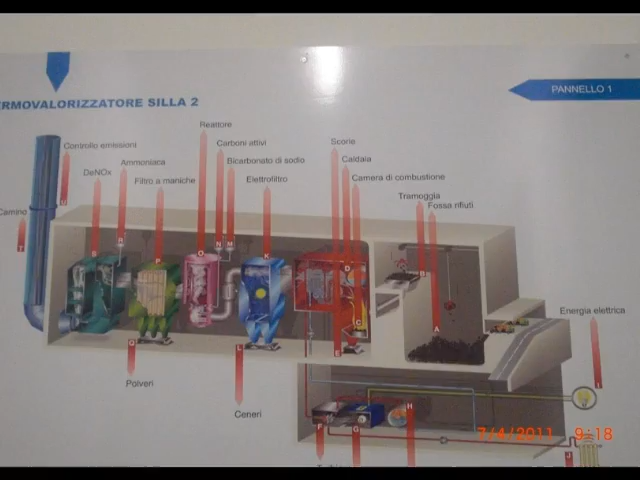 ERMOVALORIZZATORE SILLA 2
PANNELLO 1
Reattore
Controllo emissioni
Carboni attivi
Scorie
Ammoniaca
Bicarbonato di sodio
Caldaia
DeNOx
Filtro a maniche
Elettrofiltro
Camera di combustione
Tramoggia
Fossa rifiuti
Camino
Energia elettrica
U
T
S
R
P
O
N
M
K
D
B
C
A
E
Q
L
I
Polveri
Ceneri
F
G
H
J
7/4/2011 9:18